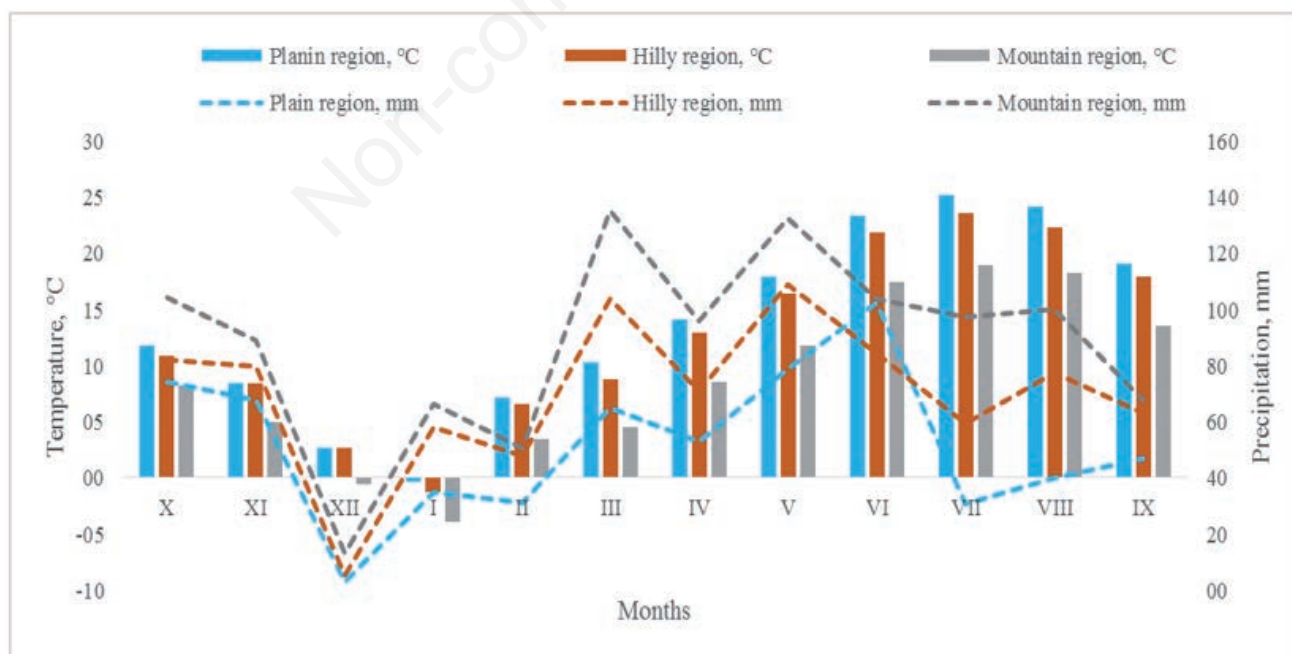 Non-com
Planin region, °C Hilly region, °C Mountain region, °C
Plain region, mm Hilly region, mm Mountain region, mm
30 160
25 140
20 120
15 100
10 80
05 60
00 40
-05 20
-10 00
Temperature, °C
Precipitation, mm
X XI XII I II III IV V VI VII VIII IX
Months